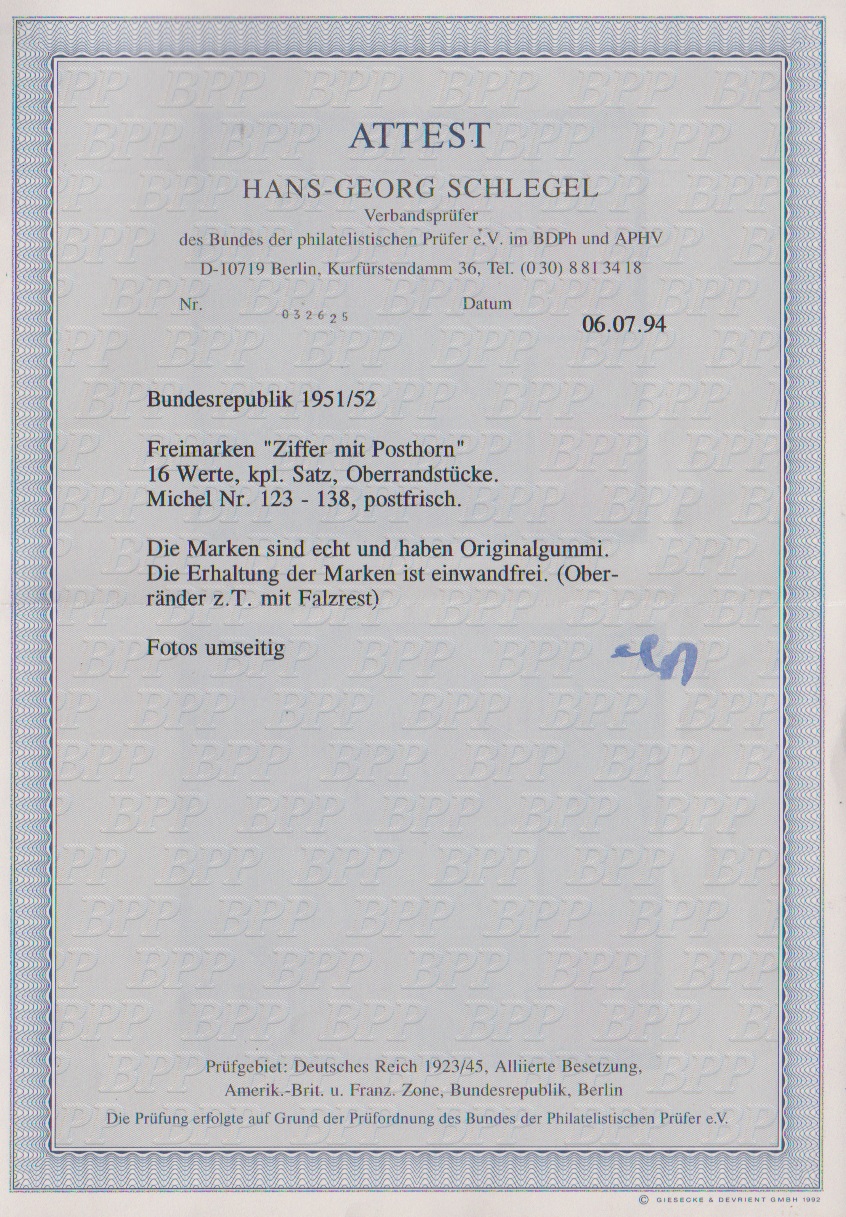 ATTEST
HANS-GEORG SCHLEGEL
Verbandsprüfer
des Bundes der philatelistischen Prüfer e.V. im BDPh und APHV
D-10719 Berlin, Kurfürstendamm 36, Tel. (0 30) 8 81 34 18
Nr. 032625 Datum 06.07.94
Bundesrepublik 1951/52
Freimarken "Ziffer mit Posthorn"
16 Werte, kpl. Satz, Oberrandstücke.
Michel Nr. 123 - 138, postfrisch.
Die Marken sind echt und haben Originalgummi.
Die Erhaltung der Marken ist einwandfrei. (Ober-
ränder z.T. mit Falzrest)
Fotos umseitig
Prüfgebiet: Deutsches Reich 1923/45, Alliierte Besetzung,
Amerik.-Brit. u. Franz. Zone, Bundesrepublik, Berlin
Die Prüfung erfolgte auf Grund der Prüfordnung des Bundes der Philatelistischen Prüfer e.V.
© GIESECKE & DEVRIENT GMBH 1992